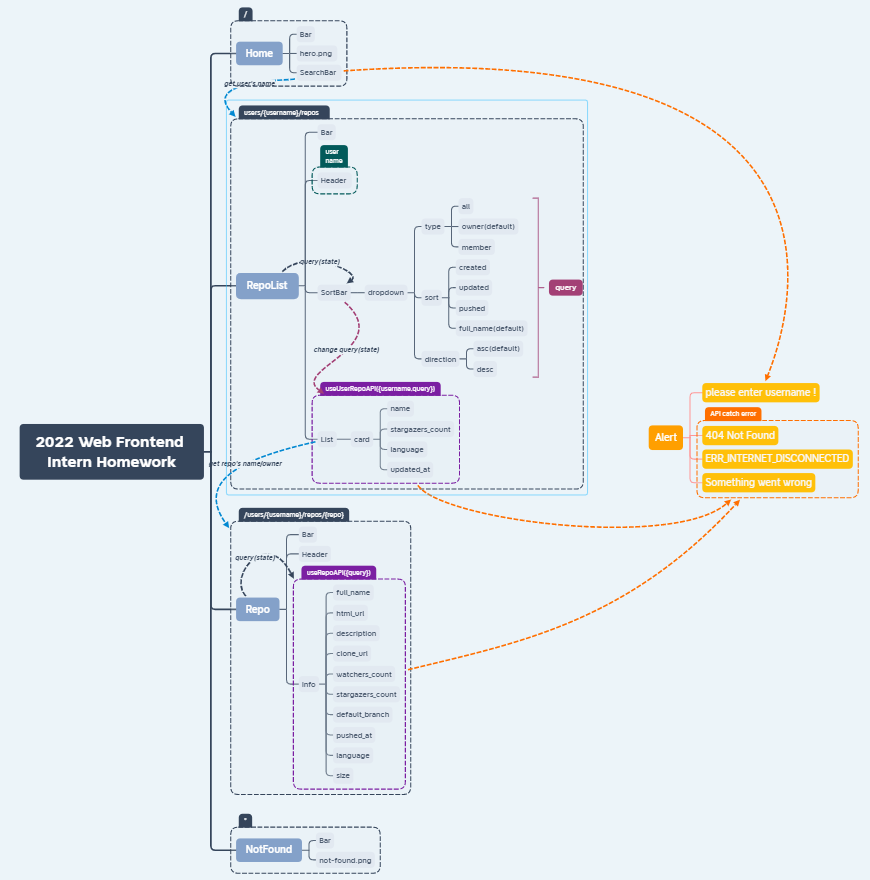 /
Home
Bar
hero.png
SearchBar
get user's name
users/{username}/repos
Bar
user
name
Header
RepoList
query(state)
SortBar
dropdown
type
all
owner(default)
member
sort
created
updated
pushed
full_name(default)
direction
asc(default)
desc
query
change query(state)
useUserRepoAPI({username,query})
List
card
name
stargazers_count
language
updated_at
2022 Web Frontend
Intern Homework
get repo's name/owner
Alert
please enter username !
API catch error
404 Not Found
ERR_INTERNET_DISCONNECTED
Something went wrong
/users/{username}/repos/{repo}
Bar
Header
query(state)
useRepoAPI({query})
Repo
info
full_name
html_url
description
clone_url
watchers_count
stargazers_count
default_branch
pushed_at
language
size
*
NotFound
Bar
not-found.png